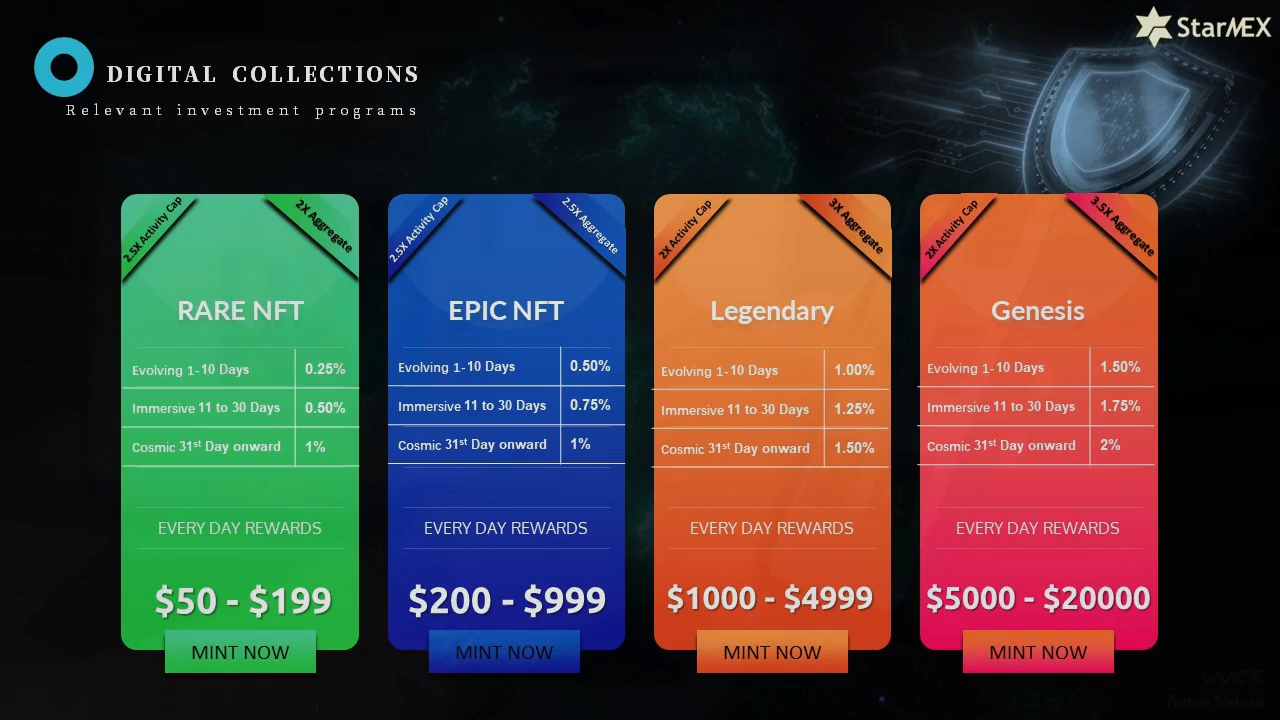 StarMEX
DIGITAL COLLECTIONS
Relevant investment programs
2.5X Activity Cap
2X Aggregate
RARE NFT
Evolving 1-10 Days 0.25%
Immersive 11 to 30 Days 0.50%
Cosmic 31st Day onward 1%
EVERY DAY REWARDS
$50 - $199
MINT NOW
2.5X Activity Cap
2.5X Aggregate
EPIC NFT
Evolving 1-10 Days 0.50%
Immersive 11 to 30 Days 0.75%
Cosmic 31st Day onward 1%
EVERY DAY REWARDS
$200 - $999
MINT NOW
2X Activity Cap
3X Aggregate
Legendary
Evolving 1-10 Days 1.00%
Immersive 11 to 30 Days 1.25%
Cosmic 31st Day onward 1.50%
EVERY DAY REWARDS
$1000 - $4999
MINT NOW
2X Activity Cap
3.5X Aggregate
Genesis
Evolving 1-10 Days 1.50%
Immersive 11 to 30 Days 1.75%
Cosmic 31st Day onward 2%
EVERY DAY REWARDS
$5000 - $20000
MINT NOW